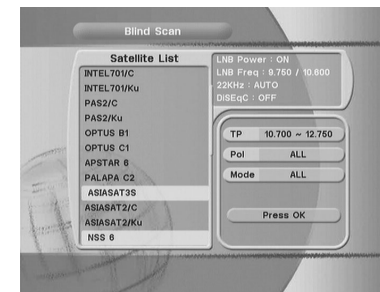 Blind Scan
Satellite List
INTEL701/C
INTEL701/Ku
PAS2/C
PAS2/Ku
OPTUS B1
OPTUS C1
APSTAR 6
PALAPA C2
ASIASAT3S
ASIASAT2/C
ASIASAT2/Ku
NSS 6
LNB Power : ON
LNB Freq : 9.750 / 10.600
22KHz : AUTO
DiSEqC : OFF
TP 10.700 ~ 12.750
Pol ALL
Mode ALL
Press OK